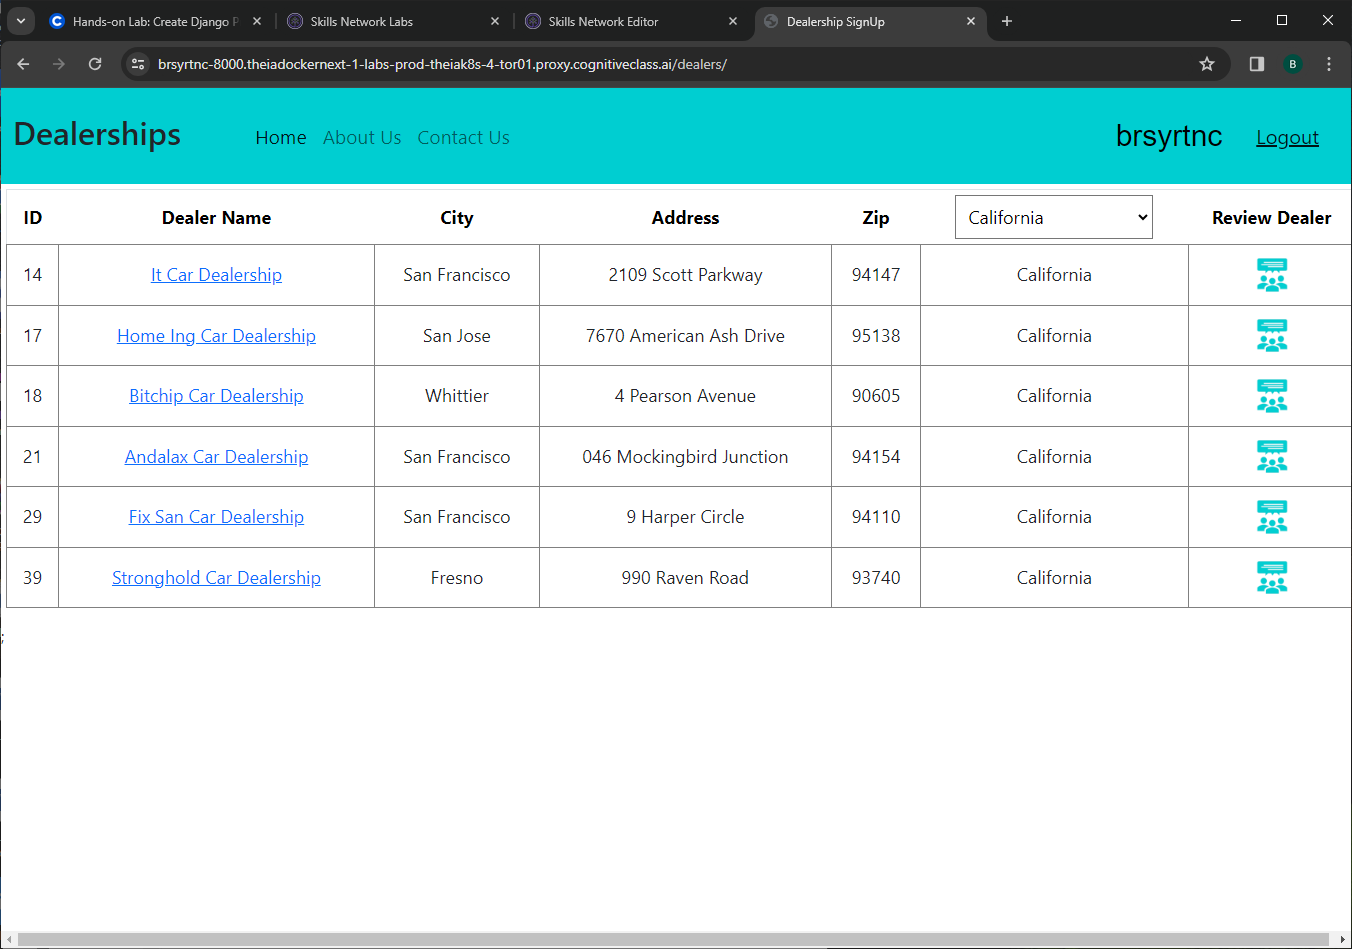 Hands-on Lab: Create Django P
Skills Network Labs
Skills Network Editor
Dealership SignUp
brsyrtnc-8000.theiadockernext-1-labs-prod-theiak8s-4-tor01.proxy.cognitiveclass.ai/dealers/
B
Dealerships Home About Us Contact Us brsyrtnc Logout
ID Dealer Name City Address Zip California Review Dealer
14 It Car Dealership San Francisco 2109 Scott Parkway 94147 California
17 Home Ing Car Dealership San Jose 7670 American Ash Drive 95138 California
18 Bitchip Car Dealership Whittier 4 Pearson Avenue 90605 California
21 Andalax Car Dealership San Francisco 046 Mockingbird Junction 94154 California
29 Fix San Car Dealership San Francisco 9 Harper Circle 94110 California
39 Stronghold Car Dealership Fresno 990 Raven Road 93740 California
;